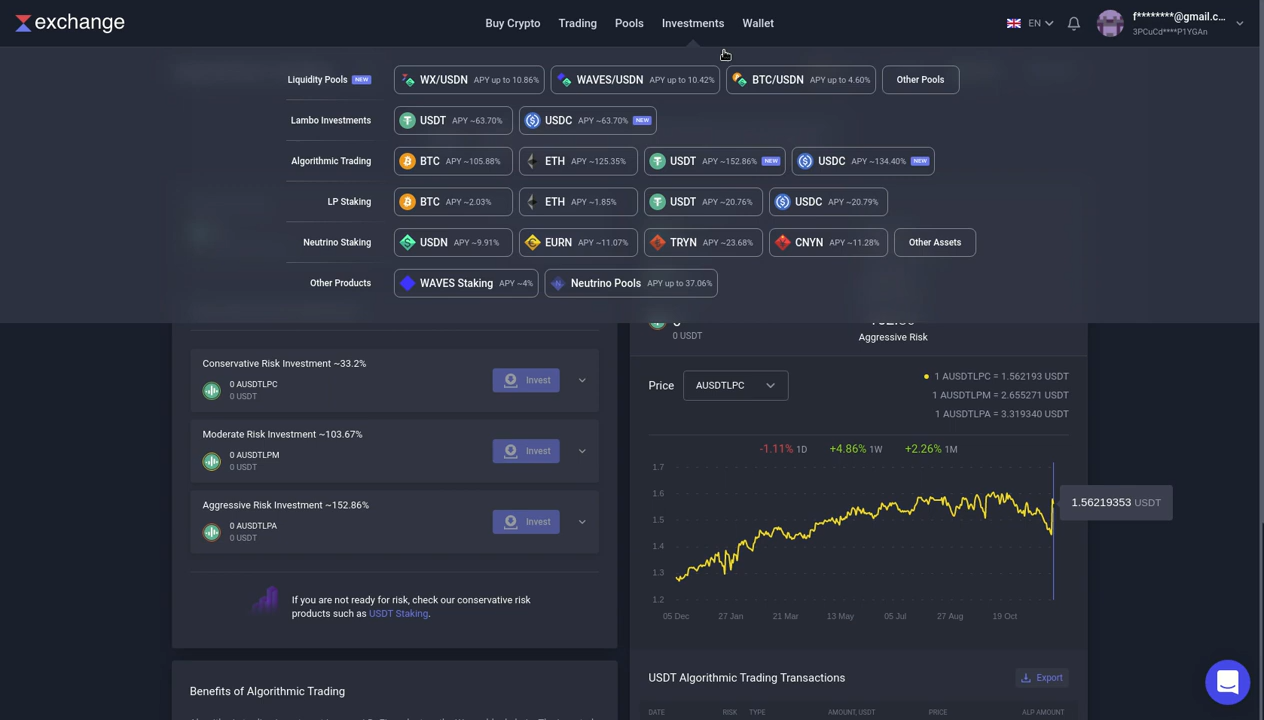 exchange
Buy Crypto Trading Pools Investments Wallet
EN
f********@gmail.c...
3PCuCd****P1YGAn
Liquidity Pools NEW WX/USDN APY up to 10.86% WAVES/USDN APY up to 10.42% BTC/USDN APY up to 4.60% Other Pools
Lambo Investments USDT APY ~63.70% USDC APY ~63.70% NEW
Algorithmic Trading BTC APY ~105.88% ETH APY ~125.35% USDT APY ~152.86% NEW USDC APY ~134.40% NEW
LP Staking BTC APY ~2.03% ETH APY ~1.85% USDT APY ~20.76% USDC APY ~20.79%
Neutrino Staking USDN APY ~9.91% EURN APY ~11.07% TRYN APY ~23.68% CNYN APY ~11.28% Other Assets
Other Products WAVES Staking APY ~4% Neutrino Pools APY up to 37.06%
Conservative Risk Investment ~33.2%
0 AUSDTLPC
0 USDT
Invest
Moderate Risk Investment ~103.67%
0 AUSDTLPM
0 USDT
Invest
Aggressive Risk Investment ~152.86%
0 AUSDTLPA
0 USDT
Invest
If you are not ready for risk, check our conservative risk
products such as USDT Staking.
Benefits of Algorithmic Trading
0 USDT
Aggressive Risk
Price AUSDTLPC
1 AUSDTLPC = 1.562193 USDT
1 AUSDTLPM = 2.655271 USDT
1 AUSDTLPA = 3.319340 USDT
-1.11% 1D +4.86% 1W +2.26% 1M
1.7
1.6
1.5
1.4
1.3
1.2
1.56219353 USDT
05 Dec 27 Jan 21 Mar 13 May 05 Jul 27 Aug 19 Oct
USDT Algorithmic Trading Transactions Export
DATE RISK TYPE AMOUNT, USDT PRICE ALP AMOUNT